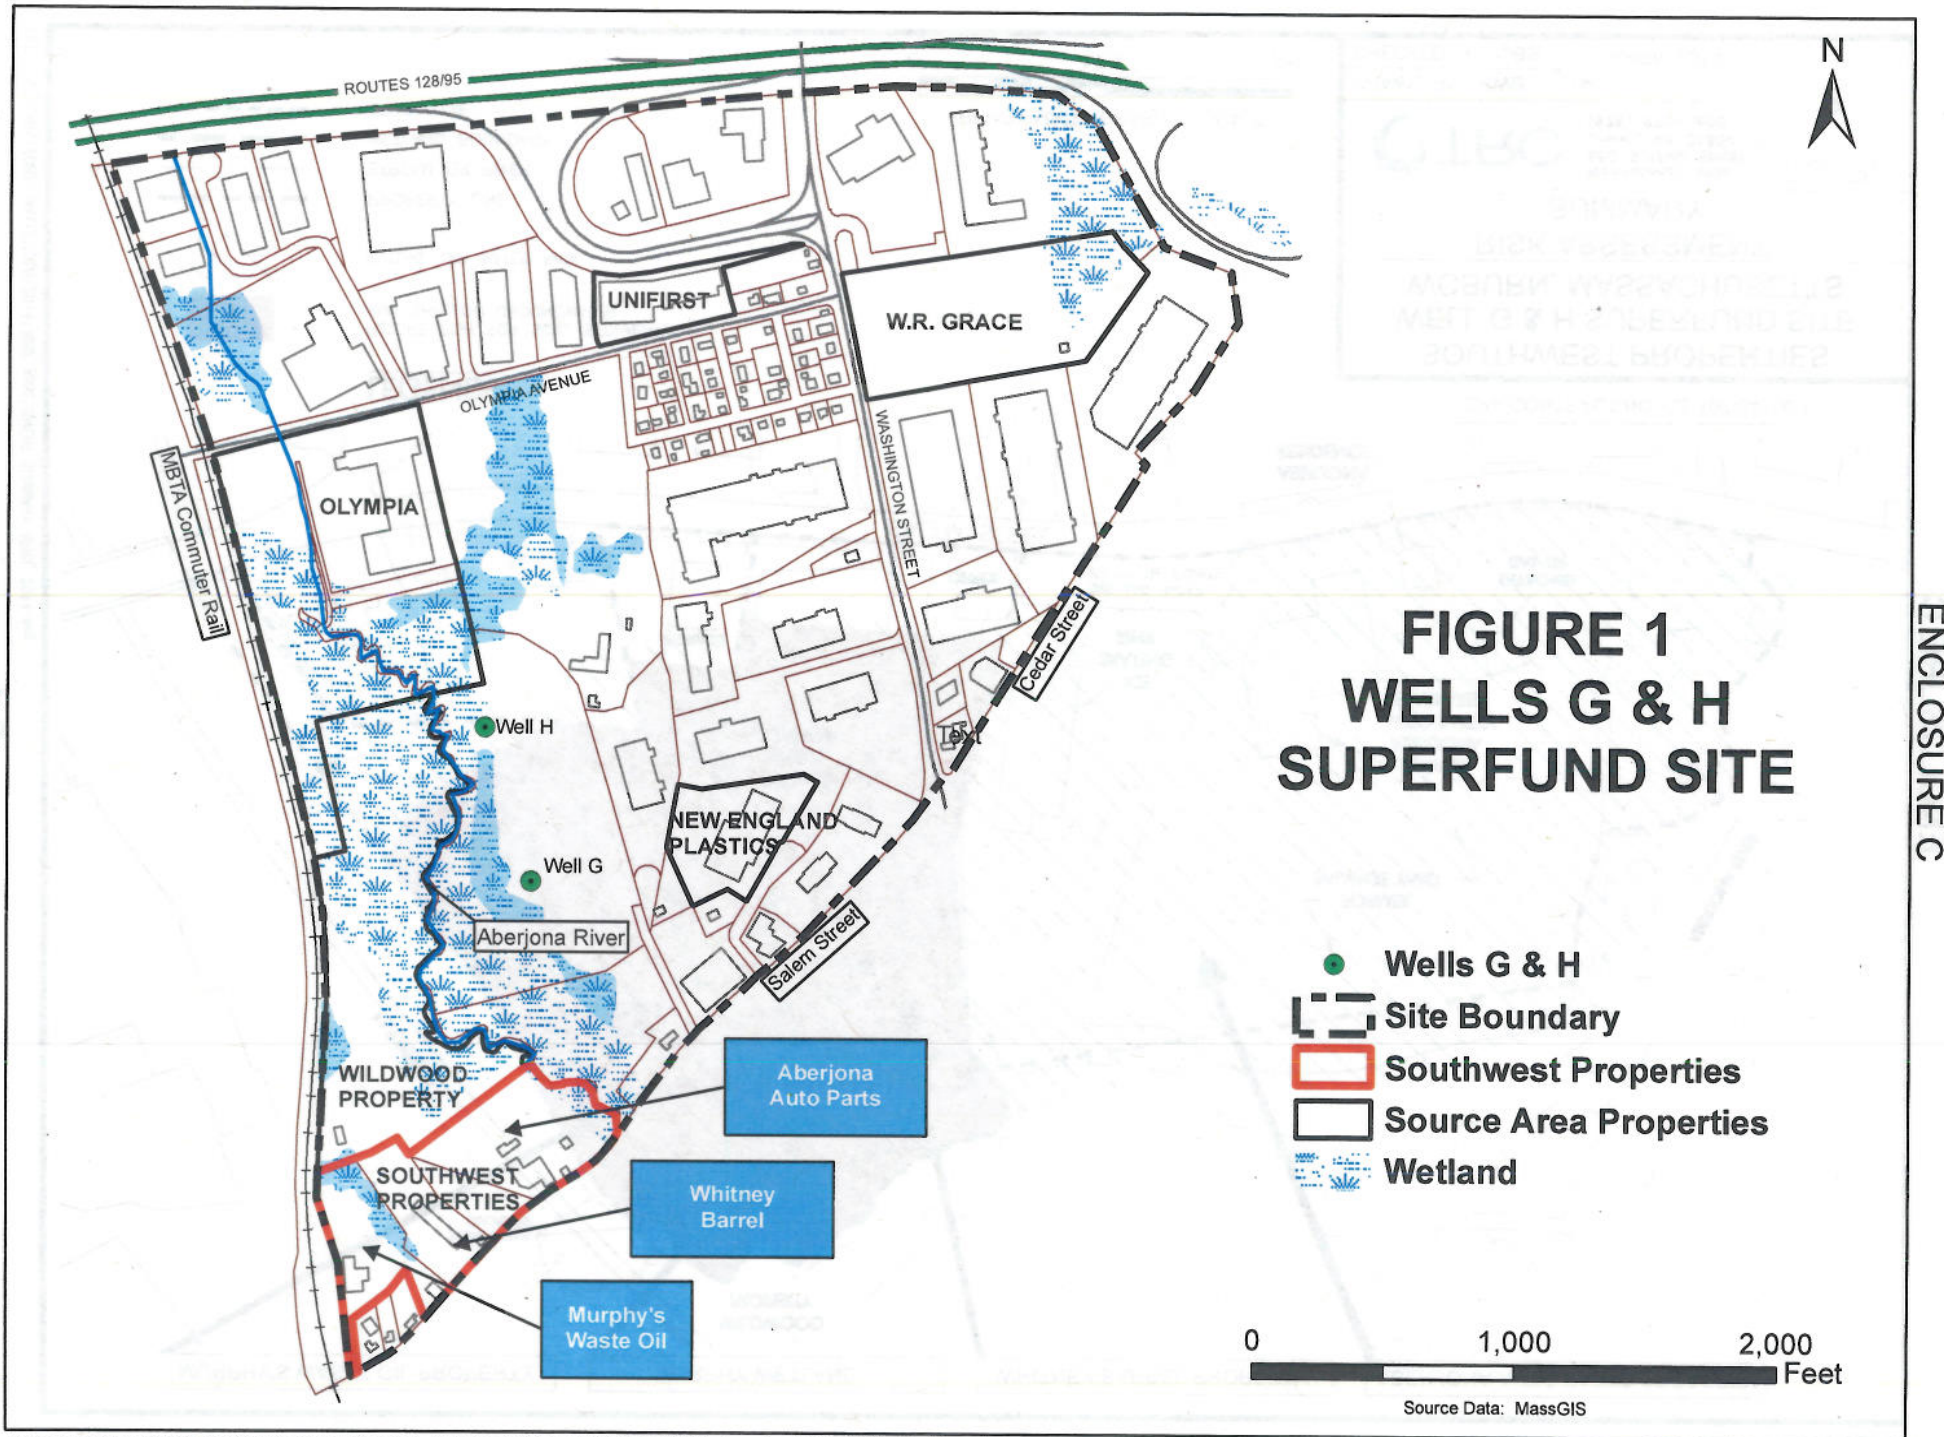 ROUTES 128/95
N
UNIFIRST
W.R. GRACE
OLYMPIA AVENUE
WASHINGTON STREET
MBTA Commuter Rail
OLYMPIA
Cedar Street
Well H
Text
NEW ENGLAND
PLASTICS
Well G
Aberjona River
Salem Street
WILDWOOD
PROPERTY
Aberjona
Auto Parts
SOUTHWEST
PROPERTIES
Whitney
Barrel
Murphy's
Waste Oil
FIGURE 1
WELLS G & H
SUPERFUND SITE
ENCLOSURE C
Wells G & H
Site Boundary
Southwest Properties
Source Area Properties
Wetland
0 1,000 2,000
Feet
Source Data: MassGIS